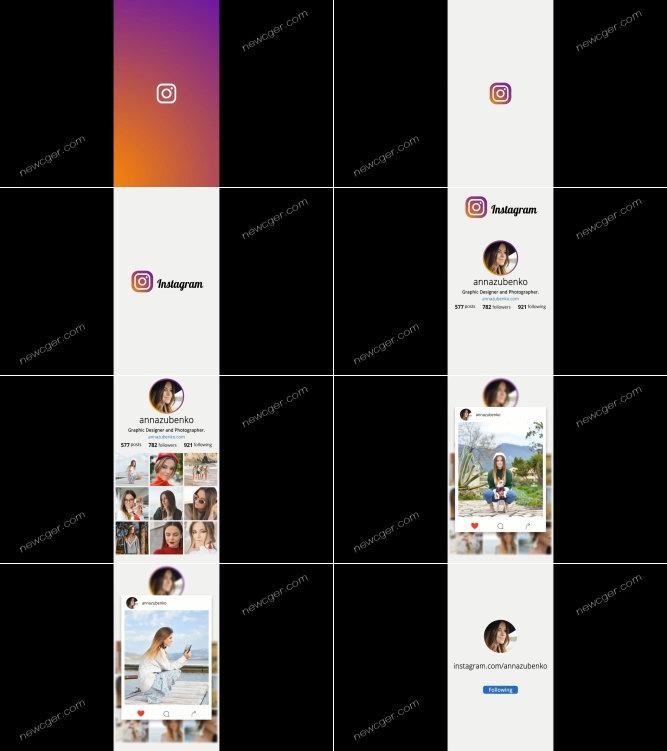 newcger.com
newcger.com
newcger.com
newcger.com
newcger.com
Instagram
newcger.com
newcger.com
Instagram
annazubenko
Graphic Designer and Photographer.
annazubenko.com
577 posts 782 followers 921 following
newcger.com
newcger.com
annazubenko
Graphic Designer and Photographer.
annazubenko.com
577 posts 782 followers 921 following
newcger.com
newcger.com
annazubenko
newcger.com
newcger.com
annazubenko
newcger.com
newcger.com
instagram.com/annazubenko
Following
newcger.com